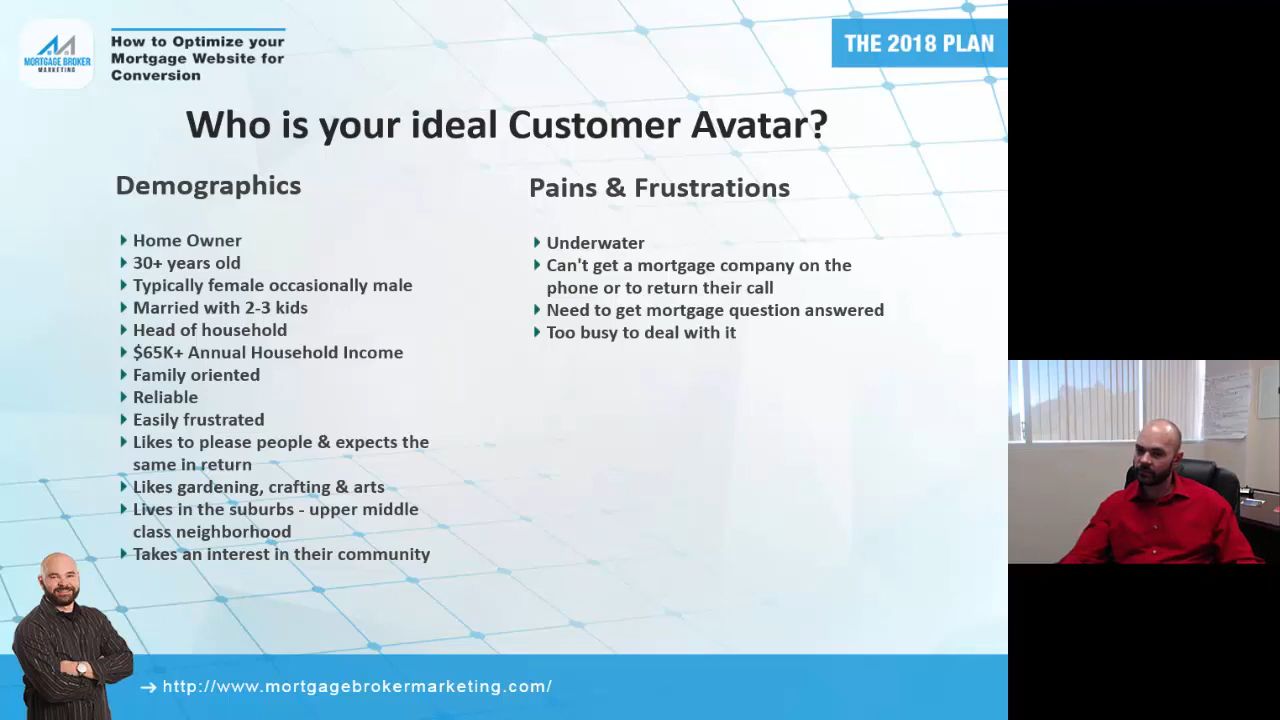 MORTGAGE BROKER
MARKETING
How to Optimize your
Mortgage Website for
Conversion
THE 2018 PLAN
Who is your ideal Customer Avatar?
Demographics
Home Owner
30+ years old
Typically female occasionally male
Married with 2-3 kids
Head of household
$65K+ Annual Household Income
Family oriented
Reliable
Easily frustrated
Likes to please people & expects the
same in return
Likes gardening, crafting & arts
Lives in the suburbs - upper middle
class neighborhood
Takes an interest in their community
Pains & Frustrations
Underwater
Can't get a mortgage company on the
phone or to return their call
Need to get mortgage question answered
Too busy to deal with it
http://www.mortgagebrokermarketing.com/